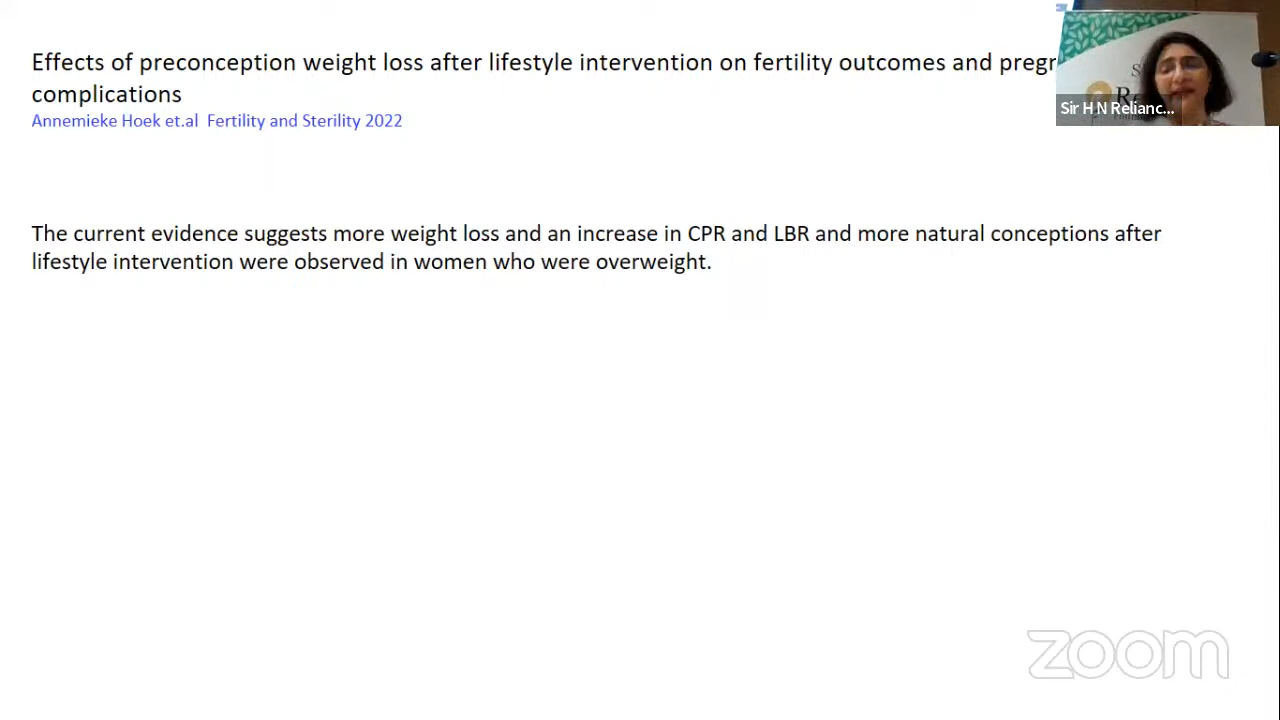 Effects of preconception weight loss after lifestyle intervention on fertility outcomes and
complications
Annemieke Hoek et.al Fertility and Sterility 2022
Sir H N Relianc...
The current evidence suggests more weight loss and an increase in CPR and LBR and more natural conceptions after
lifestyle intervention were observed in women who were overweight.
zoom